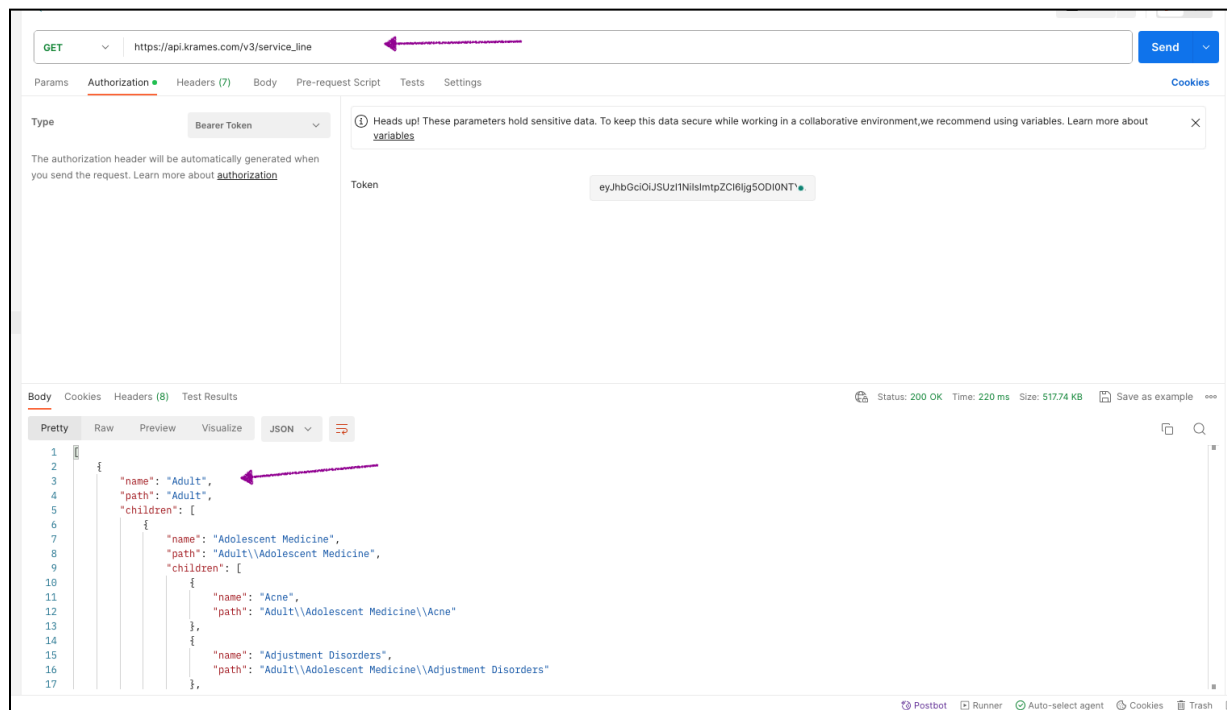 GET https://api.krames.com/v3/service_line Send
Params Authorization Headers (7) Body Pre-request Script Tests Settings Cookies
Type Bearer Token
The authorization header will be automatically generated when
you send the request. Learn more about authorization
Heads up! These parameters hold sensitive data. To keep this data secure while working in a collaborative environment,we recommend using variables. Learn more about
variables
Token
Body Cookies Headers (8) Test Results Status: 200 OK Time: 220 ms Size: 517.74 KB Save as example
Pretty Raw Preview Visualize JSON
1 [
2 {
3 "name": "Adult",
4 "path": "Adult",
5 "children": [
6 {
7 "name": "Adolescent Medicine",
8 "path": "Adult\\Adolescent Medicine",
9 "children": [
10 {
11 "name": "Acne",
12 "path": "Adult\\Adolescent Medicine\\Acne"
13 },
14 {
15 "name": "Adjustment Disorders",
16 "path": "Adult\\Adolescent Medicine\\Adjustment Disorders"
17 },
Postbot Runner Auto-select agent Cookies Trash